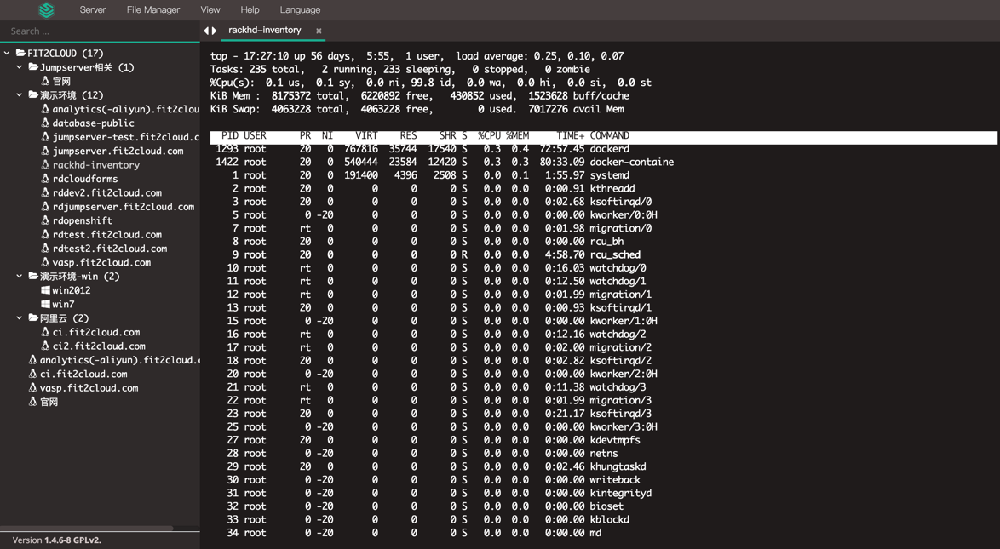 Server File Manager View Help Language
Search ...
rackhd-inventory ×
FIT2CLOUD (17)
Jumpserver相关 (1)
官网
演示环境 (12)
analytics(-aliyun).fit2clou
database-public
jumpserver-test.fit2cloud.c
jumpserver.fit2cloud.com
rackhd-inventory
rdcloudforms
rddev2.fit2cloud.com
rdjumpserver.fit2cloud.com
rdopenshift
rdtest.fit2cloud.com
rdtest2.fit2cloud.com
vasp.fit2cloud.com
演示环境-win (2)
win2012
win7
阿里云 (2)
ci.fit2cloud.com
ci2.fit2cloud.com
analytics(-aliyun).fit2cloud.
ci.fit2cloud.com
vasp.fit2cloud.com
官网
Version 1.4.6-8 GPLv2.
top - 17:27:10 up 56 days,  5:55,  1 user,  load average: 0.25, 0.10, 0.07
Tasks: 235 total,   2 running, 233 sleeping,   0 stopped,   0 zombie
%Cpu(s):  0.1 us,  0.1 sy,  0.0 ni, 99.8 id,  0.0 wa,  0.0 hi,  0.0 si,  0.0 st
KiB Mem :  8175372 total,  6220892 free,   430852 used,  1523628 buff/cache
KiB Swap:  4063228 total,  4063228 free,        0 used.  7017276 avail Mem
PID USER PR NI VIRT RES SHR S %CPU %MEM TIME+ COMMAND
1293 root 20 0 767816 35744 17540 S 0.3 0.4 72:57.45 dockerd
1422 root 20 0 540444 23584 12420 S 0.3 0.3 80:33.09 docker-containe
1 root 20 0 191400 4396 2508 S 0.0 0.1 1:55.97 systemd
2 root 20 0 0 0 0 S 0.0 0.0 0:00.91 kthreadd
3 root 20 0 0 0 0 S 0.0 0.0 0:02.68 ksoftirqd/0
5 root 0 -20 0 0 0 S 0.0 0.0 0:00.00 kworker/0:0H
7 root rt 0 0 0 0 S 0.0 0.0 0:01.98 migration/0
8 root 20 0 0 0 0 S 0.0 0.0 0:00.00 rcu_bh
9 root 20 0 0 0 0 R 0.0 0.0 4:58.70 rcu_sched
10 root rt 0 0 0 0 S 0.0 0.0 0:16.03 watchdog/0
11 root rt 0 0 0 0 S 0.0 0.0 0:12.50 watchdog/1
12 root rt 0 0 0 0 S 0.0 0.0 0:01.99 migration/1
13 root 20 0 0 0 0 S 0.0 0.0 0:00.93 ksoftirqd/1
15 root 0 -20 0 0 0 S 0.0 0.0 0:00.00 kworker/1:0H
16 root rt 0 0 0 0 S 0.0 0.0 0:12.16 watchdog/2
17 root rt 0 0 0 0 S 0.0 0.0 0:02.00 migration/2
18 root 20 0 0 0 0 S 0.0 0.0 0:02.82 ksoftirqd/2
20 root 0 -20 0 0 0 S 0.0 0.0 0:00.00 kworker/2:0H
21 root rt 0 0 0 0 S 0.0 0.0 0:11.38 watchdog/3
22 root rt 0 0 0 0 S 0.0 0.0 0:01.99 migration/3
23 root 20 0 0 0 0 S 0.0 0.0 0:21.17 ksoftirqd/3
25 root 0 -20 0 0 0 S 0.0 0.0 0:00.00 kworker/3:0H
27 root 20 0 0 0 0 S 0.0 0.0 0:00.00 kdevtmpfs
28 root 0 -20 0 0 0 S 0.0 0.0 0:00.00 netns
29 root 20 0 0 0 0 S 0.0 0.0 0:02.46 khungtaskd
30 root 0 -20 0 0 0 S 0.0 0.0 0:00.00 writeback
31 root 0 -20 0 0 0 S 0.0 0.0 0:00.00 kintegrityd
32 root 0 -20 0 0 0 S 0.0 0.0 0:00.00 bioset
33 root 0 -20 0 0 0 S 0.0 0.0 0:00.00 kblockd
34 root 0 -20 0 0 0 S 0.0 0.0 0:00.00 md